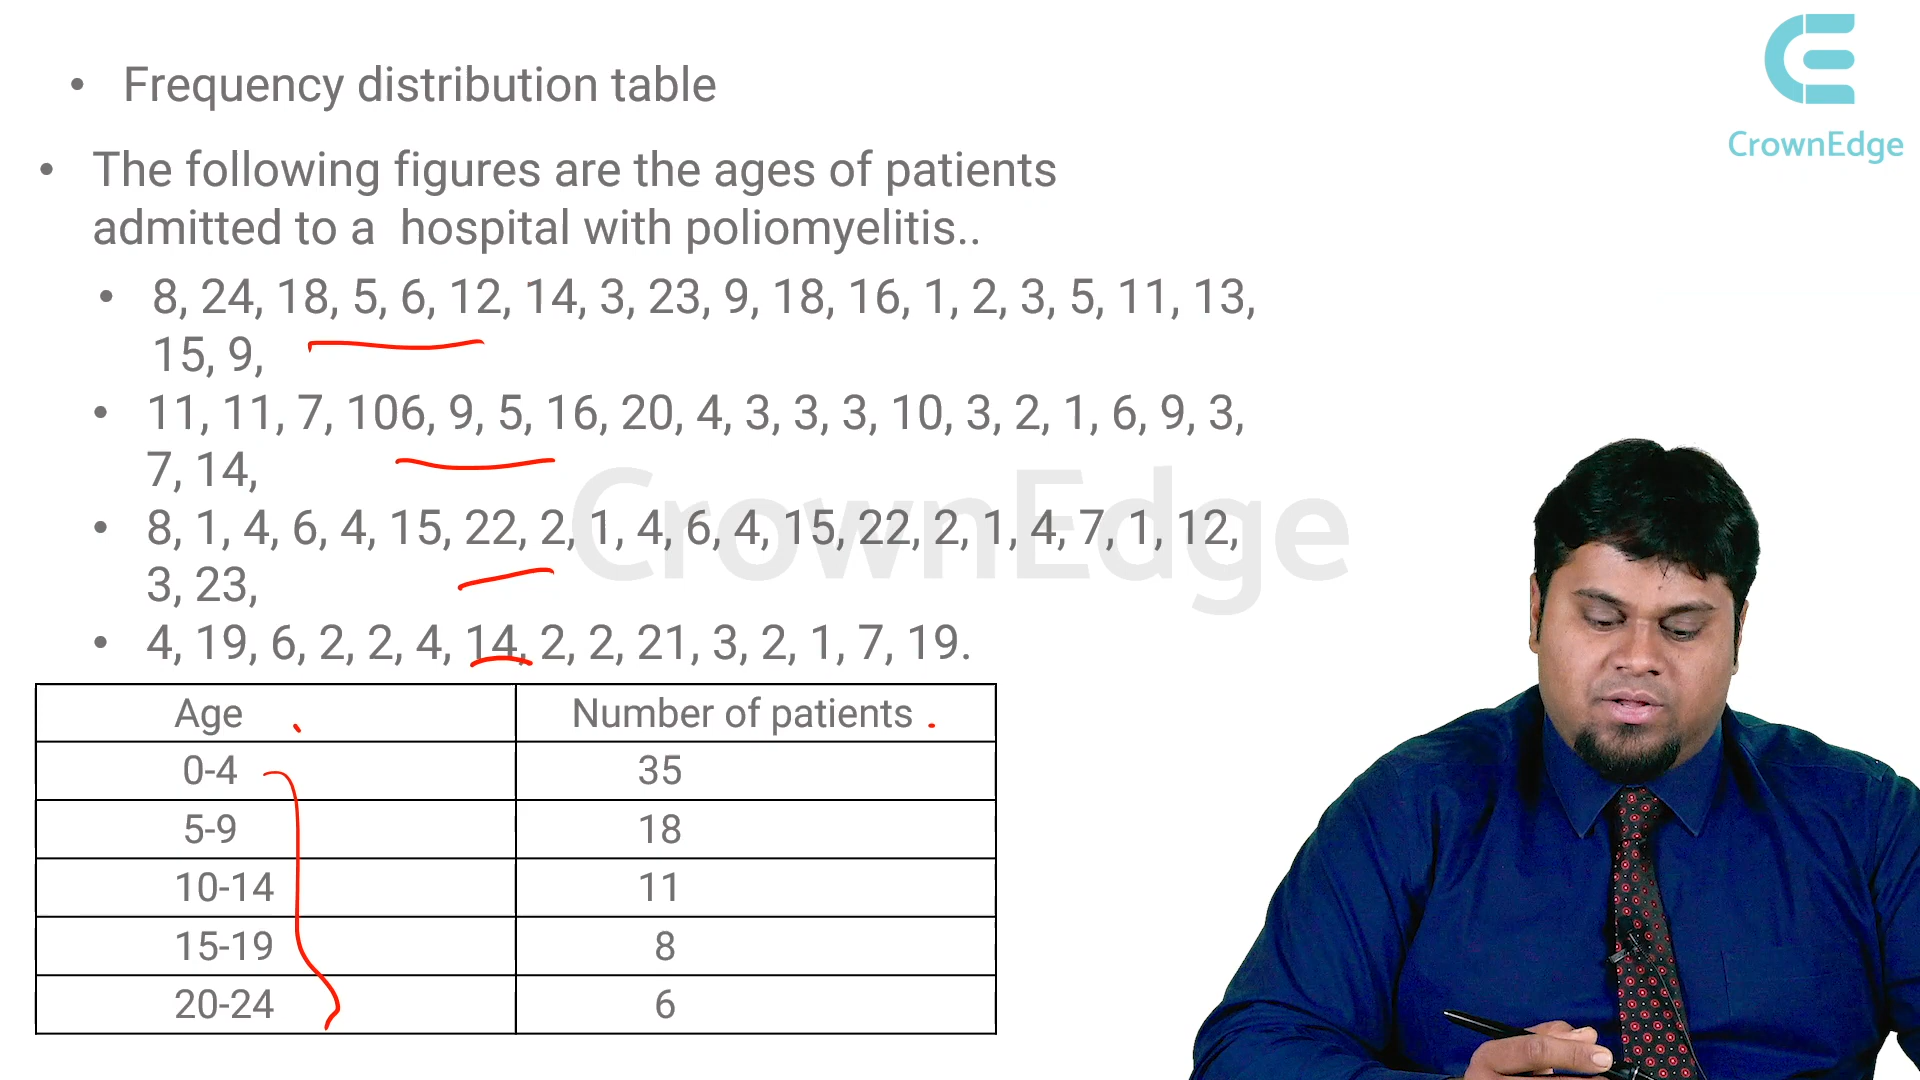 Frequency distribution table
CrownEdge
• The following figures are the ages of patients
admitted to a hospital with poliomyelitis..
• 8, 24, 18, 5, 6, 12, 14, 3, 23, 9, 18, 16, 1, 2, 3, 5, 11, 13,
15, 9,
• 11, 11, 7, 106, 9, 5, 16, 20, 4, 3, 3, 3, 10, 3, 2, 1, 6, 9, 3,
7, 14,
• 8, 1, 4, 6, 4, 15, 22, 2, 1, 4, 6, 4, 15, 22, 2, 1, 4, 7, 1, 12,
3, 23,
• 4, 19, 6, 2, 2, 4, 14, 2, 2, 21, 3, 2, 1, 7, 19.
CrownEdge
Age Number of patients
0-4 35
5-9 18
10-14 11
15-19 8
20-24 6